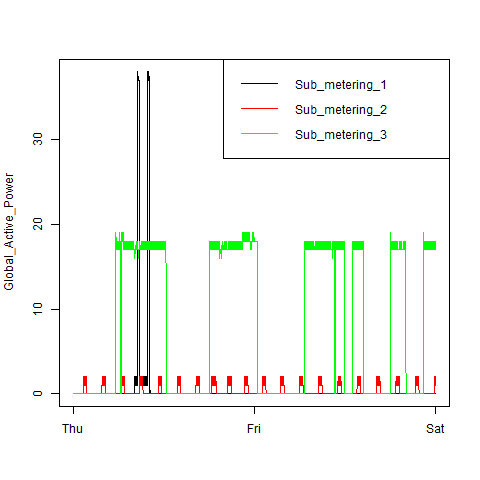 Sub_metering_1
Sub_metering_2
Sub_metering_3
Global_Active_Power
30
20
10
0
Thu
Fri
Sat